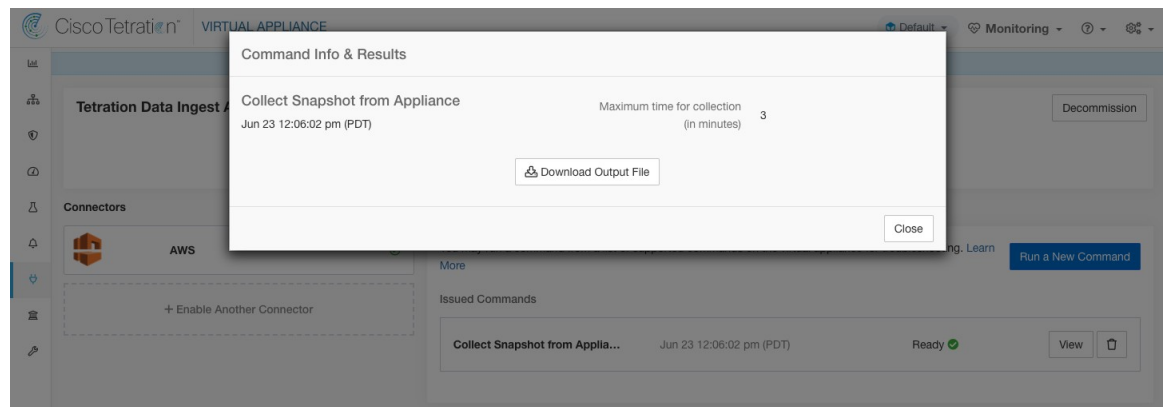 Cisco Tetration™ VIRTUAL APPLIANCE
Default
Monitoring
Command Info & Results
Tetration Data Ingest
Decommission
Collect Snapshot from Appliance
Jun 23 12:06:02 pm (PDT)
Maximum time for collection
(in minutes)
3
Download Output File
Close
Connectors
AWS
+ Enable Another Connector
Learn
More
Run a New Command
Issued Commands
Collect Snapshot from Applia...
Jun 23 12:06:02 pm (PDT)
Ready
View